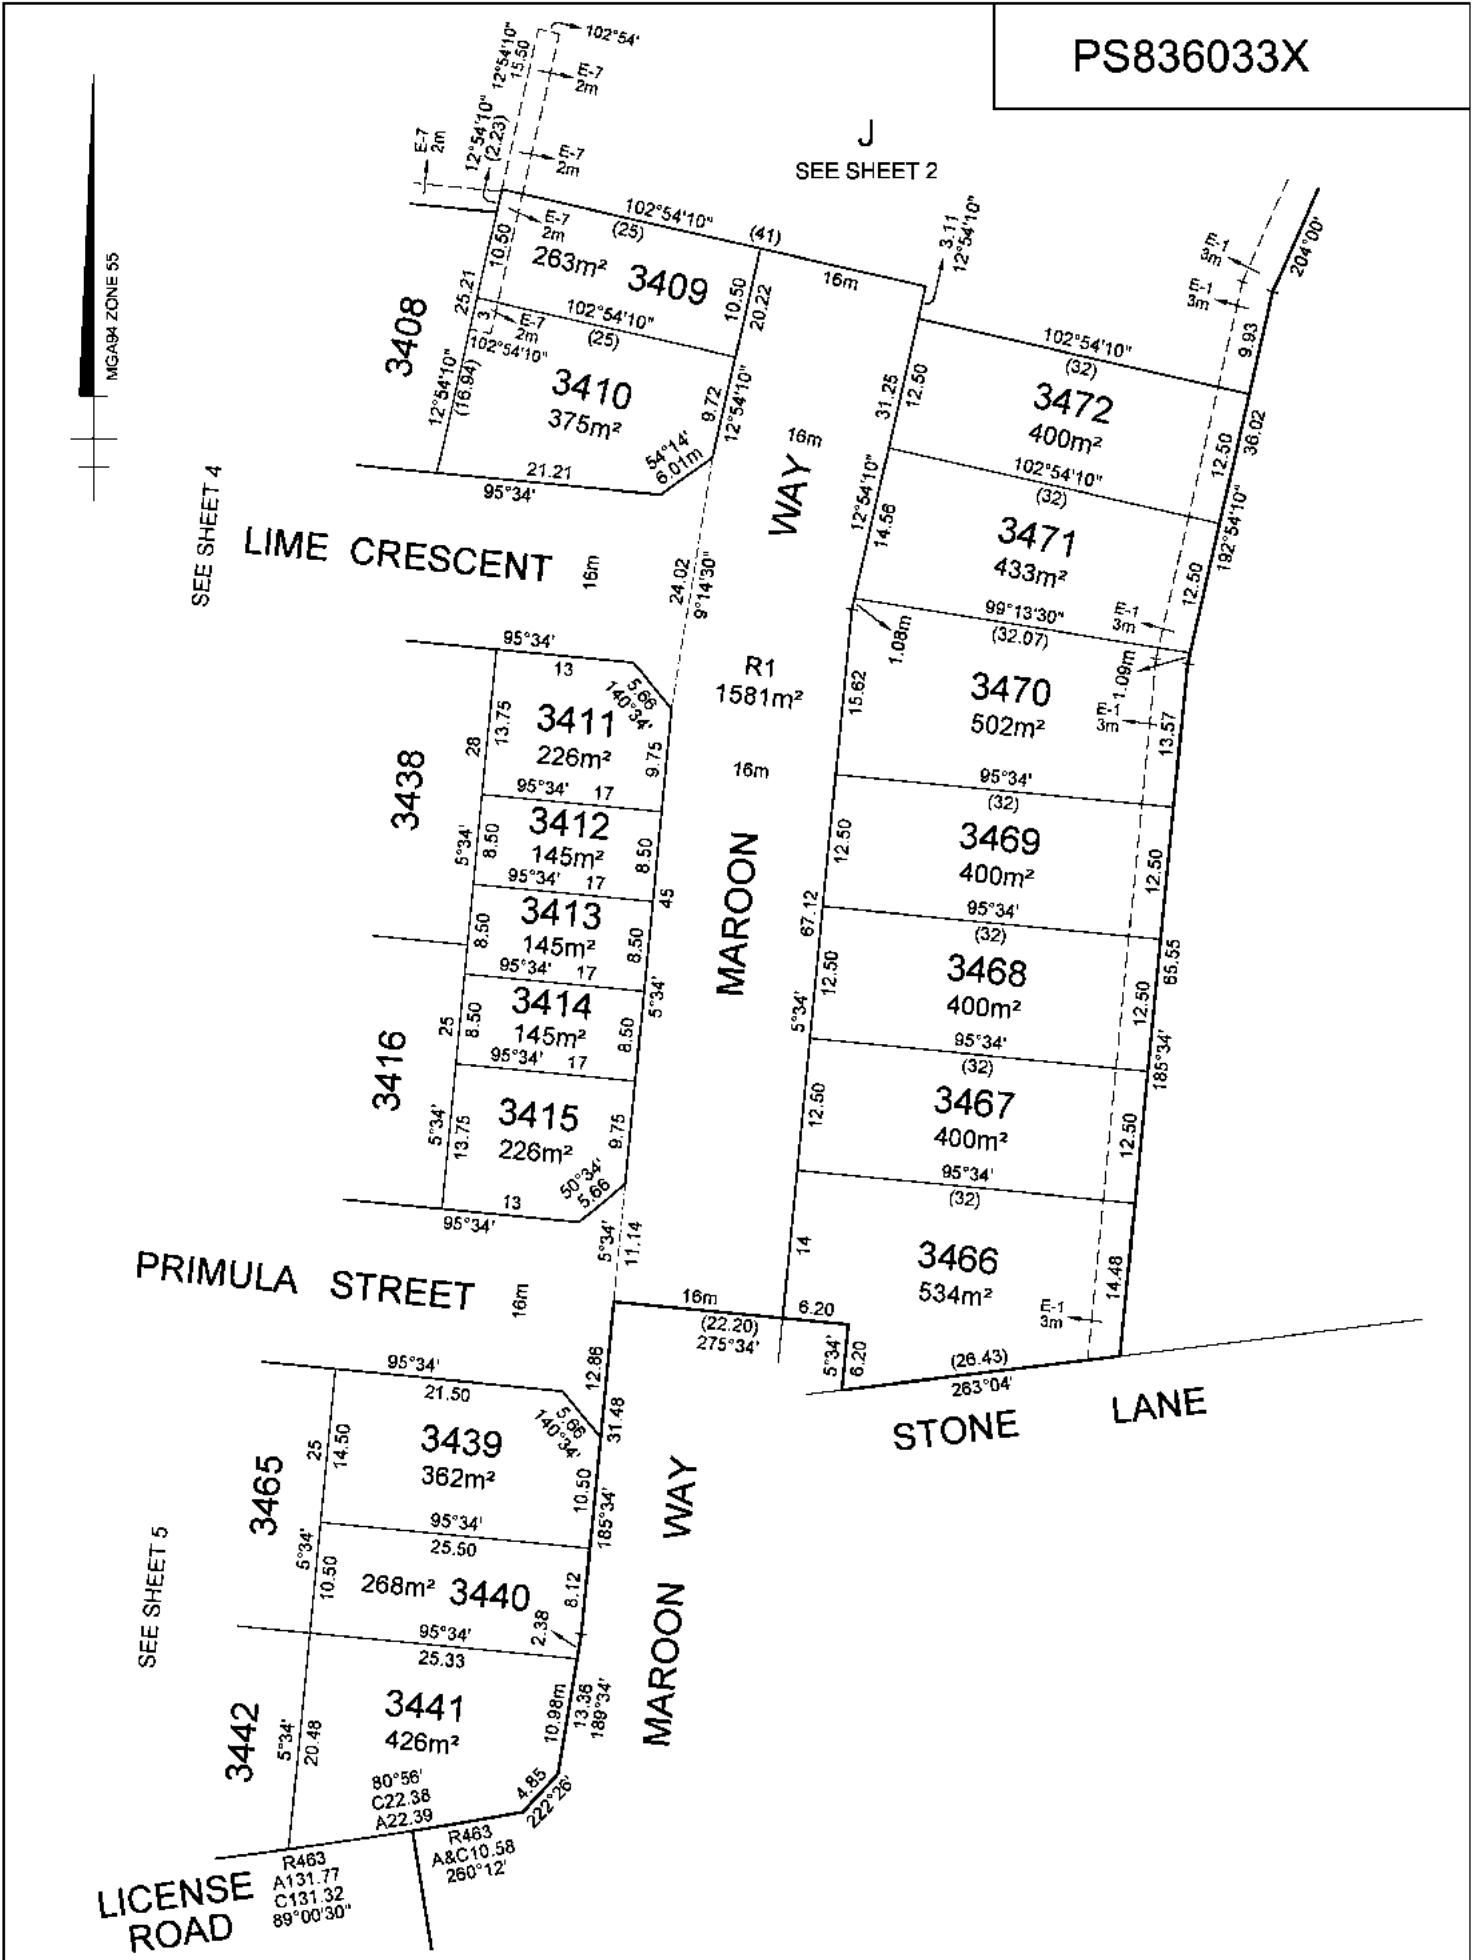 PS836033X
MGA94 ZONE 55
J
SEE SHEET 2
102°54'
12°54'10"
15.50
E-7
2m
E-7
2m
E-7
2m
12°54'10"
(2.23)
E-7
2m
102°54'10"
(25)
(41)
16m
3.11
12°54'10"
10.50
263m² 3409
10.50
20.22
25.21
3408
102°54'10"
(25)
3
E-7
2m
102°54'10"
12°54'10"
(16.94)
3410
375m²
9.72
12°54'10"
54°14'
6.01m
21.21
95°34'
204°00'
E-1
3m
E-1
3m
9.93
102°54'10"
(32)
31.25
12.50
3472
400m²
12.50
36.02
16m
102°54'10"
(32)
WAY
12°54'10"
14.56
3471
433m²
192°54'10"
12.50
SEE SHEET 4
LIME CRESCENT
16m
24.02
9°14'30"
99°13'30"
(32.07)
E-1
3m
1.08m
1.09m
95°34'
13
5.66
140°34'
R1
1581m²
15.62
3470
502m²
E-1
3m
13.57
13.75
28
3411
226m²
9.75
16m
3438
95°34' 17
95°34'
(32)
3412
145m²
8.50
8.50
5°34'
12.50
3469
400m²
12.50
95°34' 17
45
67.12
95°34'
(32)
3413
145m²
8.50
8.50
MAROON
12.50
3468
400m²
12.50
65.55
95°34' 17
5°34'
5°34'
3414
145m²
25
8.50
8.50
95°34'
(32)
185°34'
3416
95°34' 17
3415
226m²
5°34'
13.75
9.75
12.50
3467
400m²
12.50
95°34'
(32)
50°34'
5.66
13
95°34'
5°34'
11.14
14
3466
534m²
14.48
E-1
3m
PRIMULA STREET
16m
16m
(22.20)
275°34'
6.20
5°34'
6.20
(26.43)
263°04'
STONE LANE
95°34'
21.50
12.86
31.48
5.66
140°34'
25
14.50
3439
362m²
10.50
185°34'
3465
95°34'
25.50
5°34'
10.50
268m² 3440
8.12
2.38
MAROON WAY
SEE SHEET 5
95°34'
25.33
3441
426m²
10.98m
13.36
189°34'
3442
5°34'
20.48
80°56'
C22.38
A22.39
4.85
222°26'
R463
A&C10.58
260°12'
R463
A131.77
C131.32
89°00'30"
LICENSE
ROAD